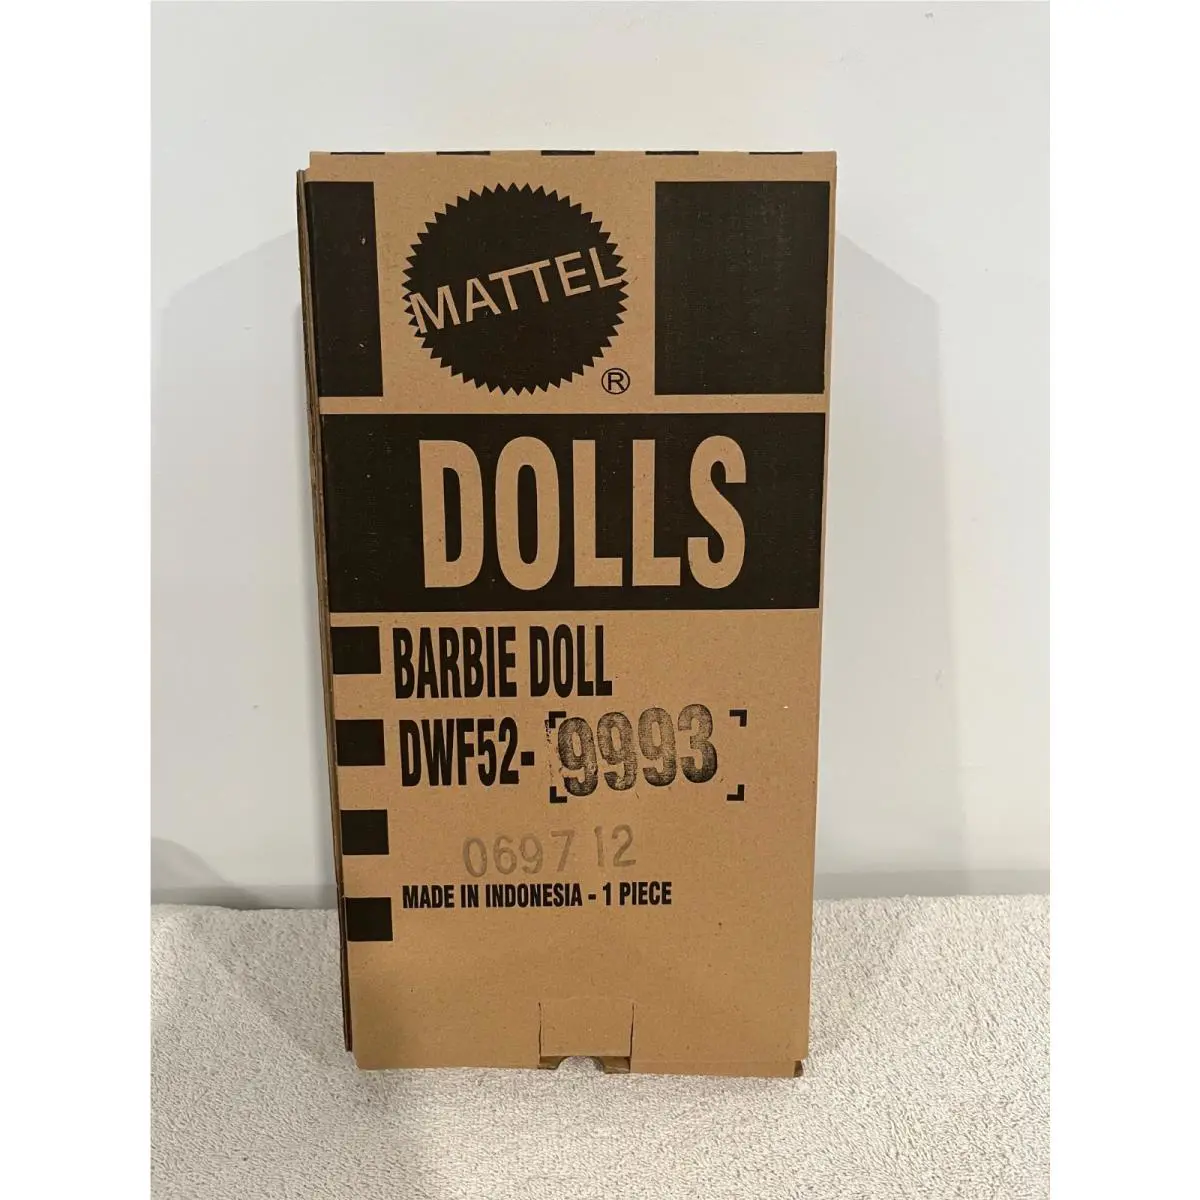 MATTEL
®
DOLLS
BARBIE DOLL
DWF52-9993
0697 12
MADE IN INDONESIA - 1 PIECE